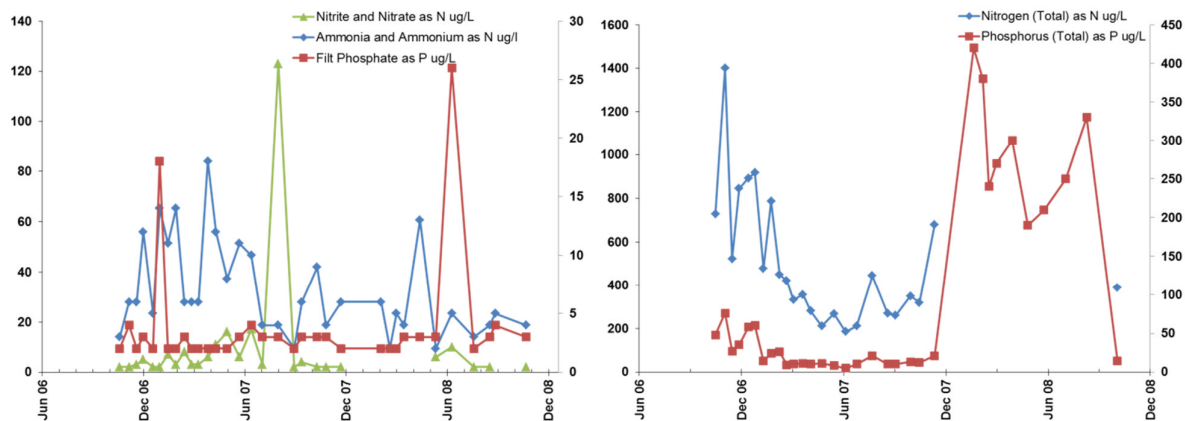 Nitrite and Nitrate as N ug/L
Ammonia and Ammonium as N ug/l
Filt Phosphate as P ug/L
140
120
100
80
60
40
20
0
30
25
20
15
10
5
0
Jun 06
Dec 06
Jun 07
Dec 07
Jun 08
Dec 08
Nitrogen (Total) as N ug/L
Phosphorus (Total) as P ug/L
1600
1400
1200
1000
800
600
400
200
0
450
400
350
300
250
200
150
100
50
0
Jun 06
Dec 06
Jun 07
Dec 07
Jun 08
Dec 08